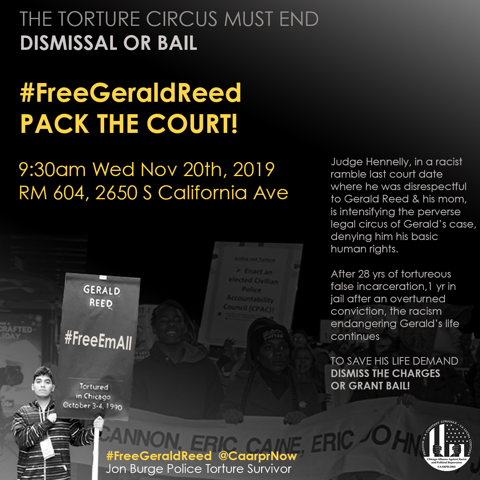 THE TORTURE CIRCUS MUST END
DISMISSAL OR BAIL
#FreeGeraldReed
PACK THE COURT!
9:30am Wed Nov 20th, 2019
RM 604, 2650 S California Ave
Judge Hennelly, in a racist
ramble last court date
where he was disrespectful
to Gerald Reed & his mom,
is intensifying the perverse
legal circus of Gerald's case,
denying him his basic
human rights.
After 28 yrs of tortureous
false incarceration,1 yr in
jail after an overturned
conviction, the racism
endangering Gerald's life
continues
TO SAVE HIS LIFE DEMAND
DISMISS THE CHARGES
OR GRANT BAIL!
Enact an
elected Civilian
Police
Accountability
Council (CPAC)!
GERALD
REED
#FreeEmAll
Tortured
in Chicago
October 3-4, 1990
CANNON, ERIC CAINE, ERIC JOHN
#FreeGeraldReed @CaarprNow
Jon Burge Police Torture Survivor